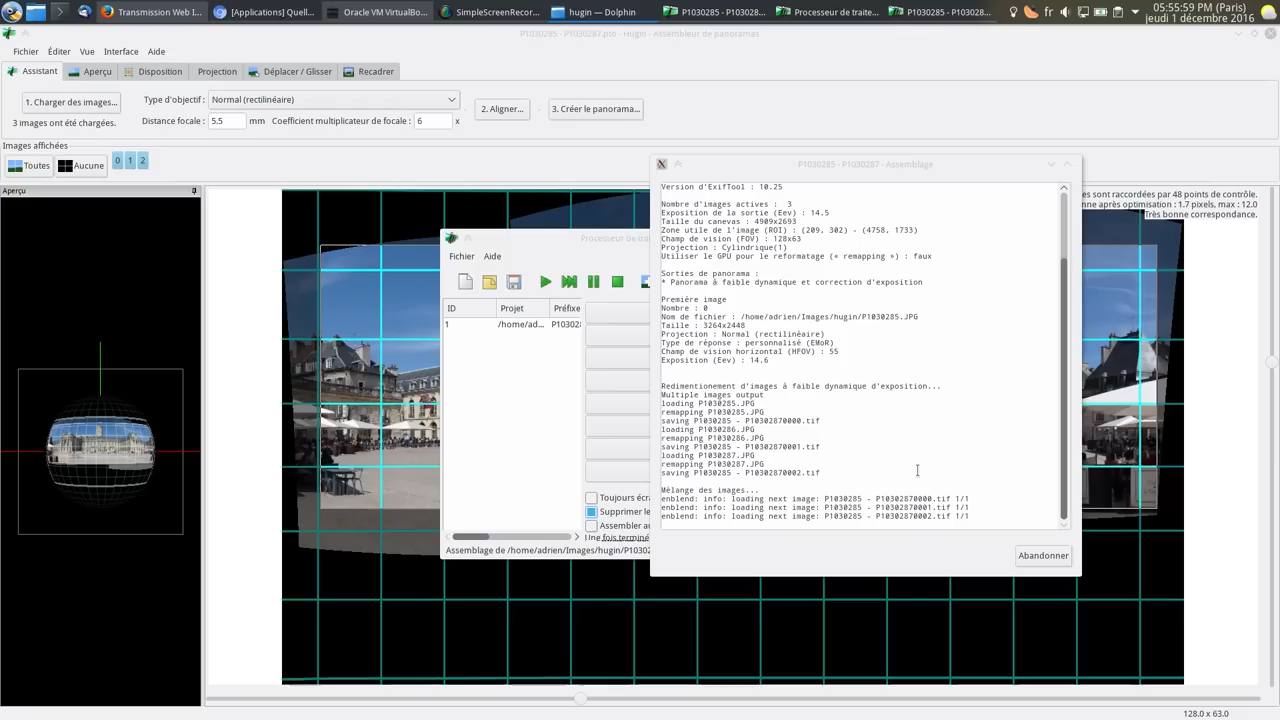 Transmission Web I...
[Applications] Quell...
Oracle VM VirtualBo...
SimpleScreenRecor...
hugin — Dolphin
P1030285 - P103028...
Processeur de traite...
P1030285 - P103028...
fr
05:55:59 PM (Paris)
jeudi 1 décembre 2016
P1030285 - P1030287.pto - Hugin - Assembleur de panoramas
Fichier Éditer Vue Interface Aide
Assistant Aperçu Disposition Projection Déplacer / Glisser Recadrer
1. Charger des images...
Type d'objectif : Normal (rectilinéaire)
2. Aligner...
3. Créer le panorama...
3 images ont été chargées.
Distance focale : 5.5 mm Coefficient multiplicateur de focale : 6 x
Images affichées
Toutes Aucune 0 1 2
Aperçu
es sont raccordées par 48 points de contrôle.
ne après optimisation : 1.7 pixels, max : 12.0
Très bonne correspondance.
Processeur de tra
Fichier Aide
ID Projet Préfixe
1 /home/ad... P10302
Toujours écra
Supprimer le
Assembler au
Une fois terminé
Assemblage de /home/adrien/Images/hugin/P10302
P1030285 - P1030287 - Assemblage
Version d'ExifTool : 10.25
Nombre d'images actives : 3
Exposition de la sortie (Eev) : 14.5
Taille du canevas : 4909x2693
Zone utile de l'image (ROI) : (209, 302) - (4758, 1733)
Champ de vision (FOV) : 128x63
Projection : Cylindrique(1)
Utiliser le GPU pour le reformatage (« remapping ») : faux
Sorties de panorama :
* Panorama à faible dynamique et correction d'exposition
Première image
Nombre : 0
Nom de fichier : /home/adrien/Images/hugin/P1030285.JPG
Taille : 3264x2448
Projection : Normal (rectilinéaire)
Type de réponse : personnalisé (EMoR)
Champ de vision horizontal (HFOV) : 55
Exposition (Eev) : 14.6
Redimentionement d'images à faible dynamique d'exposition...
Multiple images output
loading P1030285.JPG
remapping P1030285.JPG
saving P1030285 - P10302870000.tif
loading P1030286.JPG
remapping P1030286.JPG
saving P1030285 - P10302870001.tif
loading P1030287.JPG
remapping P1030287.JPG
saving P1030285 - P10302870002.tif
Mélange des images...
enblend: info: loading next image: P1030285 - P10302870000.tif 1/1
enblend: info: loading next image: P1030285 - P10302870001.tif 1/1
enblend: info: loading next image: P1030285 - P10302870002.tif 1/1
Abandonner
128.0 x 63.0